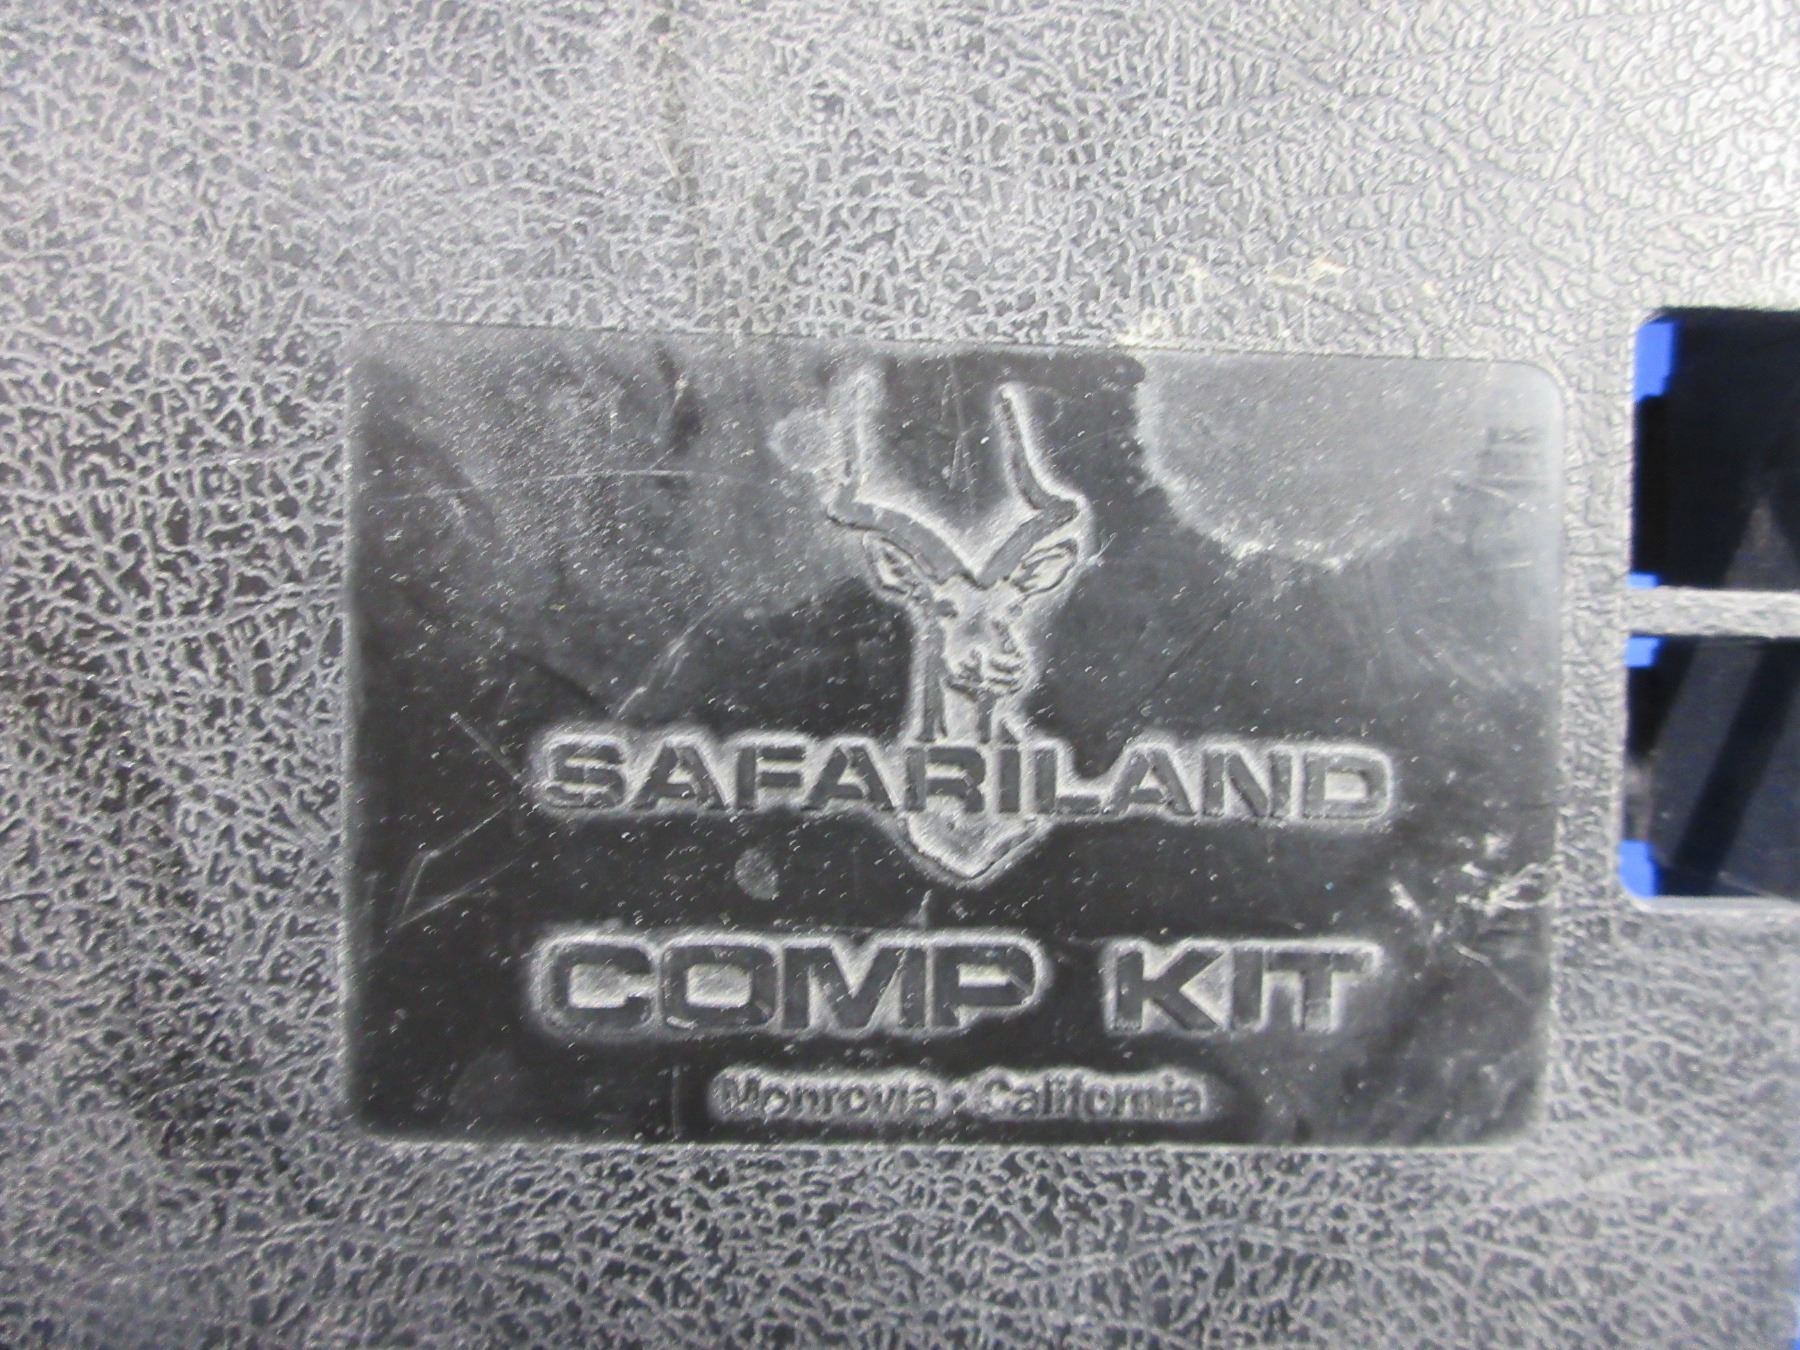 SAFARILAND
COMP KIT
Monrovia • California